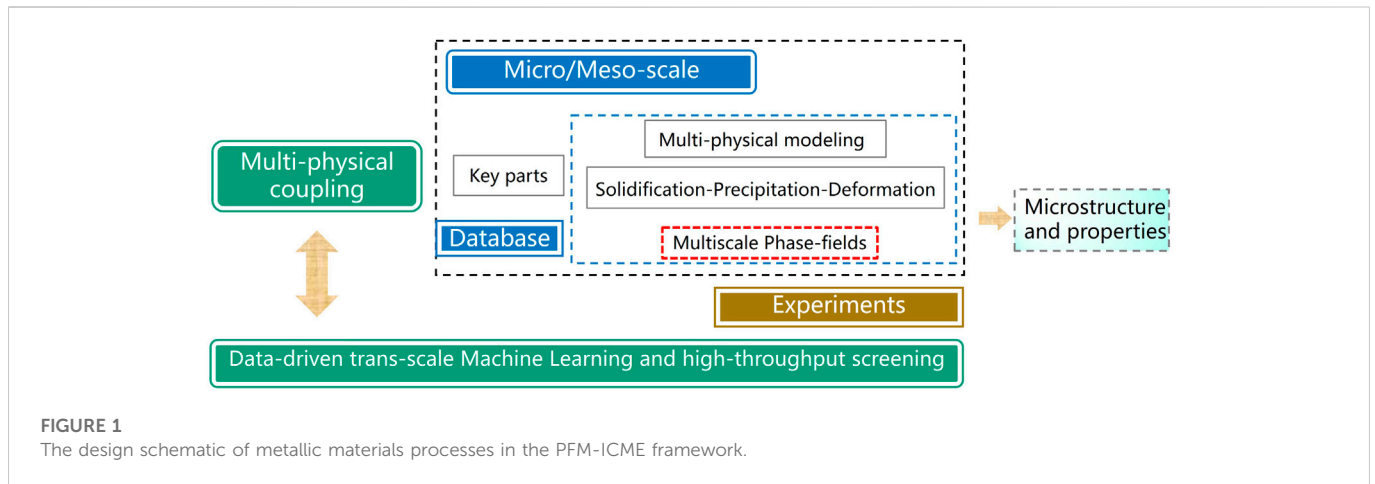 Micro/Meso-scale
Multi-physical
coupling
Key parts
Database
Multi-physical modeling
Solidification-Precipitation-Deformation
Multiscale Phase-fields
Microstructure
and properties
Experiments
Data-driven trans-scale Machine Learning and high-throughput screening
FIGURE 1
The design schematic of metallic materials processes in the PFM-ICME framework.